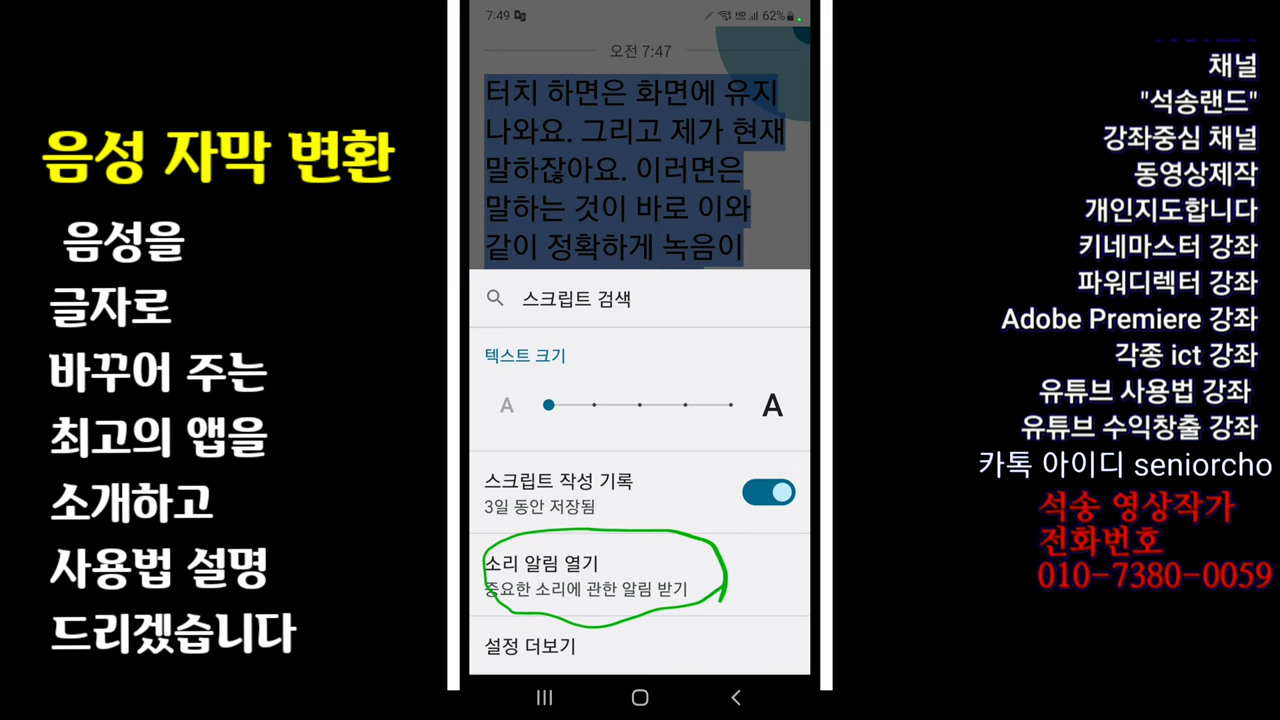 음성 자막 변환
음성을
글자로
바꾸어 주는
최고의 앱을
소개하고
사용법 설명
드리겠습니다
7:49
62%
오전 7:47
터치 하면은 화면에 유지
나와요. 그리고 제가 현재
말하잖아요. 이러면은
말하는 것이 바로 이와
같이 정확하게 녹음이
스크립트 검색
텍스트 크기
A A
스크립트 작성 기록
3일 동안 저장됨
소리 알림 열기
중요한 소리에 관한 알림 받기
설정 더보기
채널
"석송랜드"
강좌중심 채널
동영상제작
개인지도합니다
키네마스터 강좌
파워디렉터 강좌
Adobe Premiere 강좌
각종 ict 강좌
유튜브 사용법 강좌
유튜브 수익창출 강좌
카톡 아이디 seniorcho
석송 영상작가
전화번호
010-7380-0059